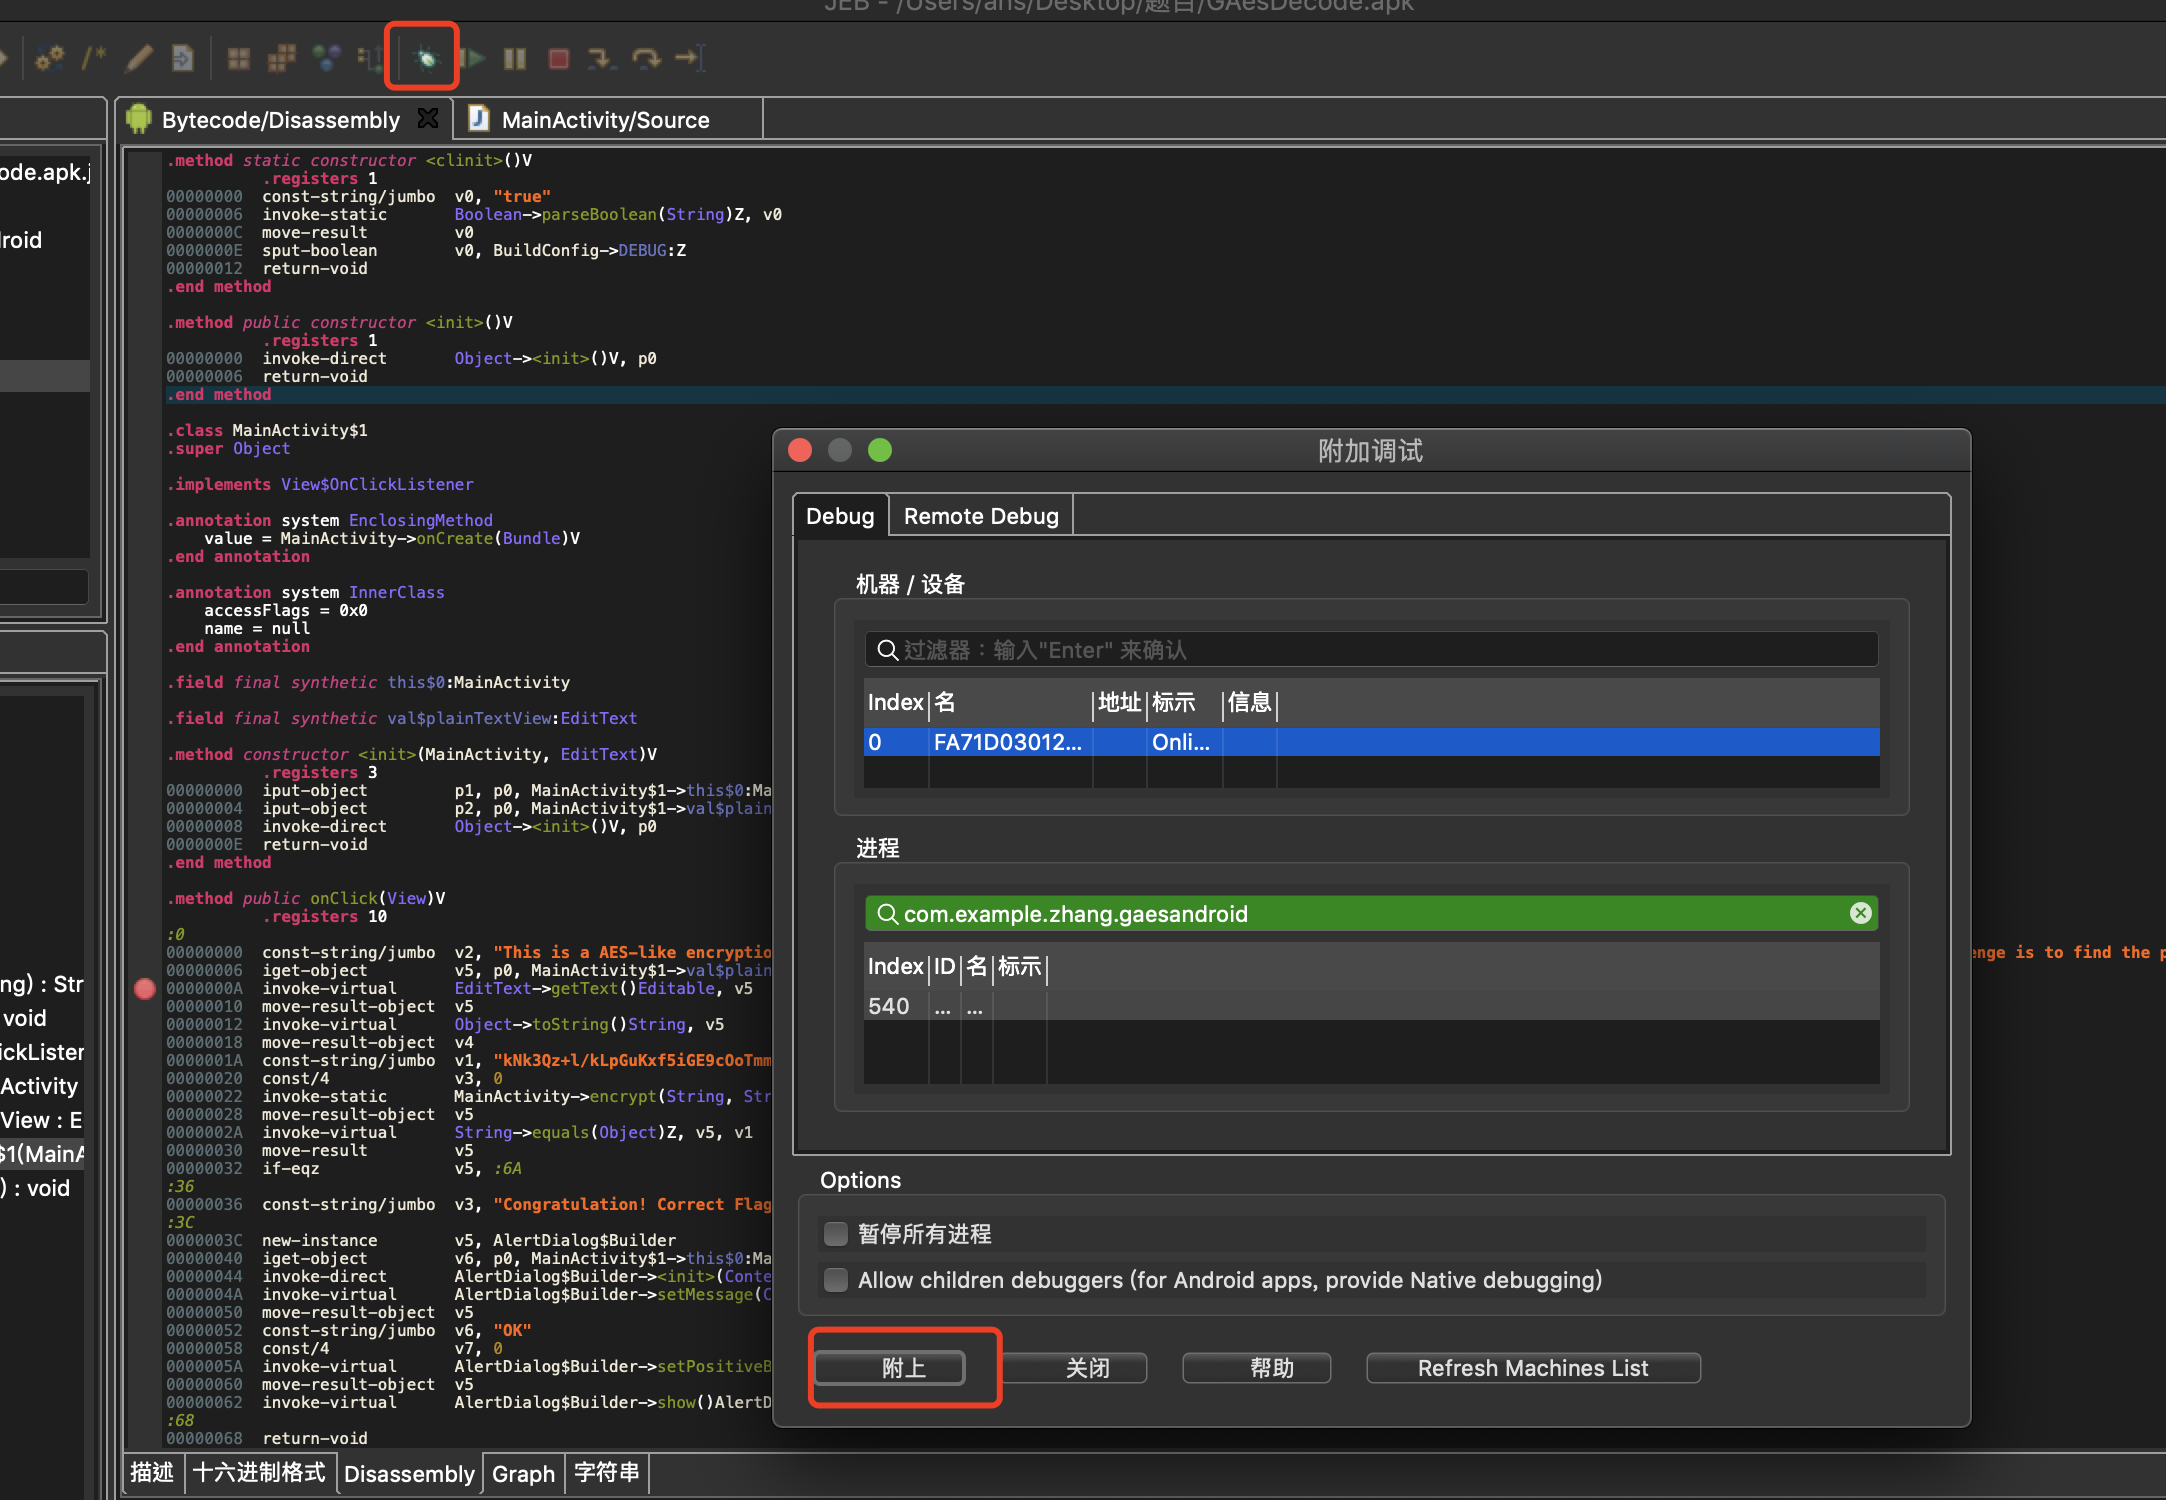 JEB - /Users/ans/Desktop/题目/GAesDecode.apk
Bytecode/Disassembly
MainActivity/Source
ode.apk.j
lroid
ng) : Str
void
ickListen
Activity
View : E
$1(MainA
) : void
.method static constructor <clinit>()V
.registers 1
00000000 const-string/jumbo v0, "true"
00000006 invoke-static Boolean->parseBoolean(String)Z, v0
0000000C move-result v0
0000000E sput-boolean v0, BuildConfig->DEBUG:Z
00000012 return-void
.end method
.method public constructor <init>()V
.registers 1
00000000 invoke-direct Object-><init>()V, p0
00000006 return-void
.end method
.class MainActivity$1
.super Object
.implements View$OnClickListener
.annotation system EnclosingMethod
value = MainActivity->onCreate(Bundle)V
.end annotation
.annotation system InnerClass
accessFlags = 0x0
name = null
.end annotation
.field final synthetic this$0:MainActivity
.field final synthetic val$plainTextView:EditText
.method constructor <init>(MainActivity, EditText)V
.registers 3
00000000 iput-object p1, p0, MainActivity$1->this$0:Ma
00000004 iput-object p2, p0, MainActivity$1->val$plain
00000008 invoke-direct Object-><init>()V, p0
0000000E return-void
.end method
.method public onClick(View)V
.registers 10
:0
00000000 const-string/jumbo v2, "This is a AES-like encryptio
enge is to find the p
00000006 iget-object v5, p0, MainActivity$1->val$plain
0000000A invoke-virtual EditText->getText()Editable, v5
00000010 move-result-object v5
00000012 invoke-virtual Object->toString()String, v5
00000018 move-result-object v4
0000001A const-string/jumbo v1, "kNk3Qz+l/kLpGuKxf5iGE9cOoTmm
00000020 const/4 v3, 0
00000022 invoke-static MainActivity->encrypt(String, Str
00000028 move-result-object v5
0000002A invoke-virtual String->equals(Object)Z, v5, v1
00000030 move-result v5
00000032 if-eqz v5, :6A
:36
00000036 const-string/jumbo v3, "Congratulation! Correct Flag
:3C
0000003C new-instance v5, AlertDialog$Builder
00000040 iget-object v6, p0, MainActivity$1->this$0:Ma
00000044 invoke-direct AlertDialog$Builder-><init>(Conte
0000004A invoke-virtual AlertDialog$Builder->setMessage(C
00000050 move-result-object v5
00000052 const-string/jumbo v6, "OK"
00000058 const/4 v7, 0
0000005A invoke-virtual AlertDialog$Builder->setPositiveB
00000060 move-result-object v5
00000062 invoke-virtual AlertDialog$Builder->show()AlertD
:68
00000068 return-void
附加调试
Debug
Remote Debug
机器 / 设备
过滤器：输入"Enter" 来确认
Index 名 地址 标示 信息
0 FA71D03012... Onli...
进程
com.example.zhang.gaesandroid
Index ID 名 标示
540 ... ...
Options
暂停所有进程
Allow children debuggers (for Android apps, provide Native debugging)
附上 关闭 帮助 Refresh Machines List
描述 十六进制格式 Disassembly Graph 字符串